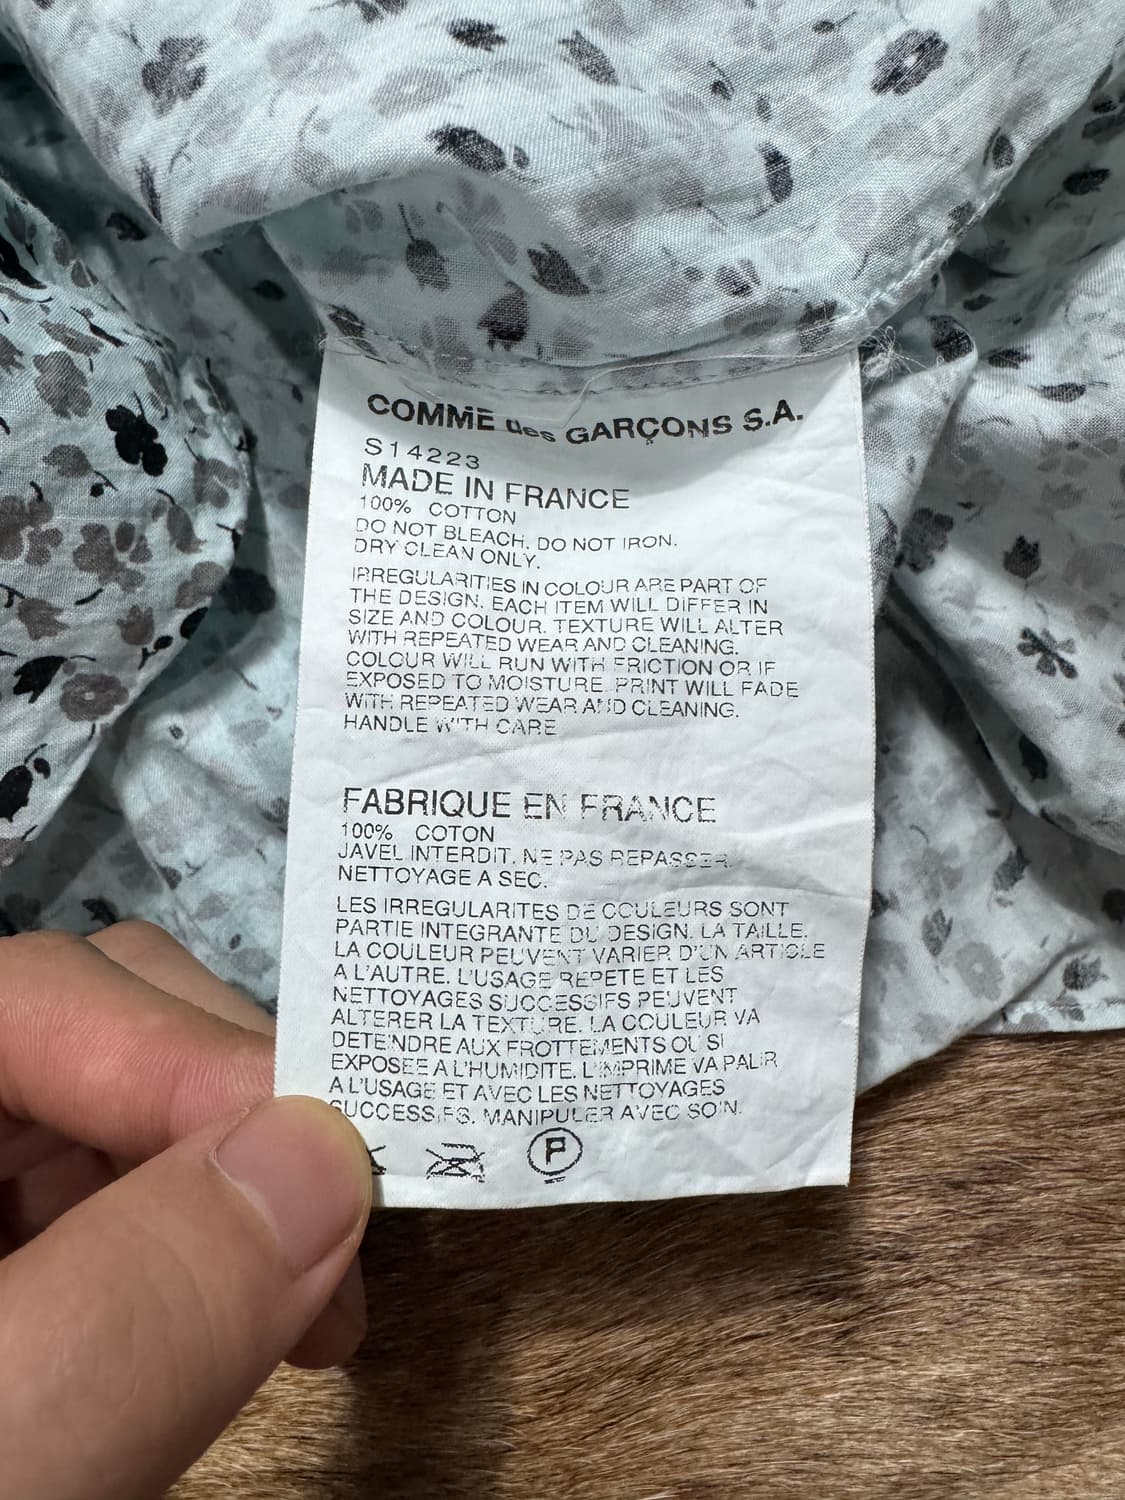 COMME des GARÇONS S.A.
S14223
MADE IN FRANCE
100% COTTON
DO NOT BLEACH. DO NOT IRON.
DRY CLEAN ONLY.
IRREGULARITIES IN COLOUR ARE PART OF
THE DESIGN. EACH ITEM WILL DIFFER IN
SIZE AND COLOUR. TEXTURE WILL ALTER
WITH REPEATED WEAR AND CLEANING.
COLOUR WILL RUN WITH FRICTION OR IF
EXPOSED TO MOISTURE. PRINT WILL FADE
WITH REPEATED WEAR AND CLEANING.
HANDLE WITH CARE
FABRIQUE EN FRANCE
100% COTON
JAVEL INTERDIT. NE PAS REPASSER.
NETTOYAGE A SEC.
LES IRREGULARITES DE COULEURS SONT
PARTIE INTEGRANTE DU DESIGN. LA TAILLE.
LA COULEUR PEUVENT VARIER D'UN ARTICLE
A L'AUTRE. L'USAGE REPETE ET LES
NETTOYAGES SUCCESSIFS PEUVENT
ALTERER LA TEXTURE. LA COULEUR VA
DETEINDRE AUX FROTTEMENTS OU SI
EXPOSEE A L'HUMIDITE. L'IMPRIME VA PALIR
A L'USAGE ET AVEC LES NETTOYAGES
SUCCESSIFS. MANIPULER AVEC SOIN.
P